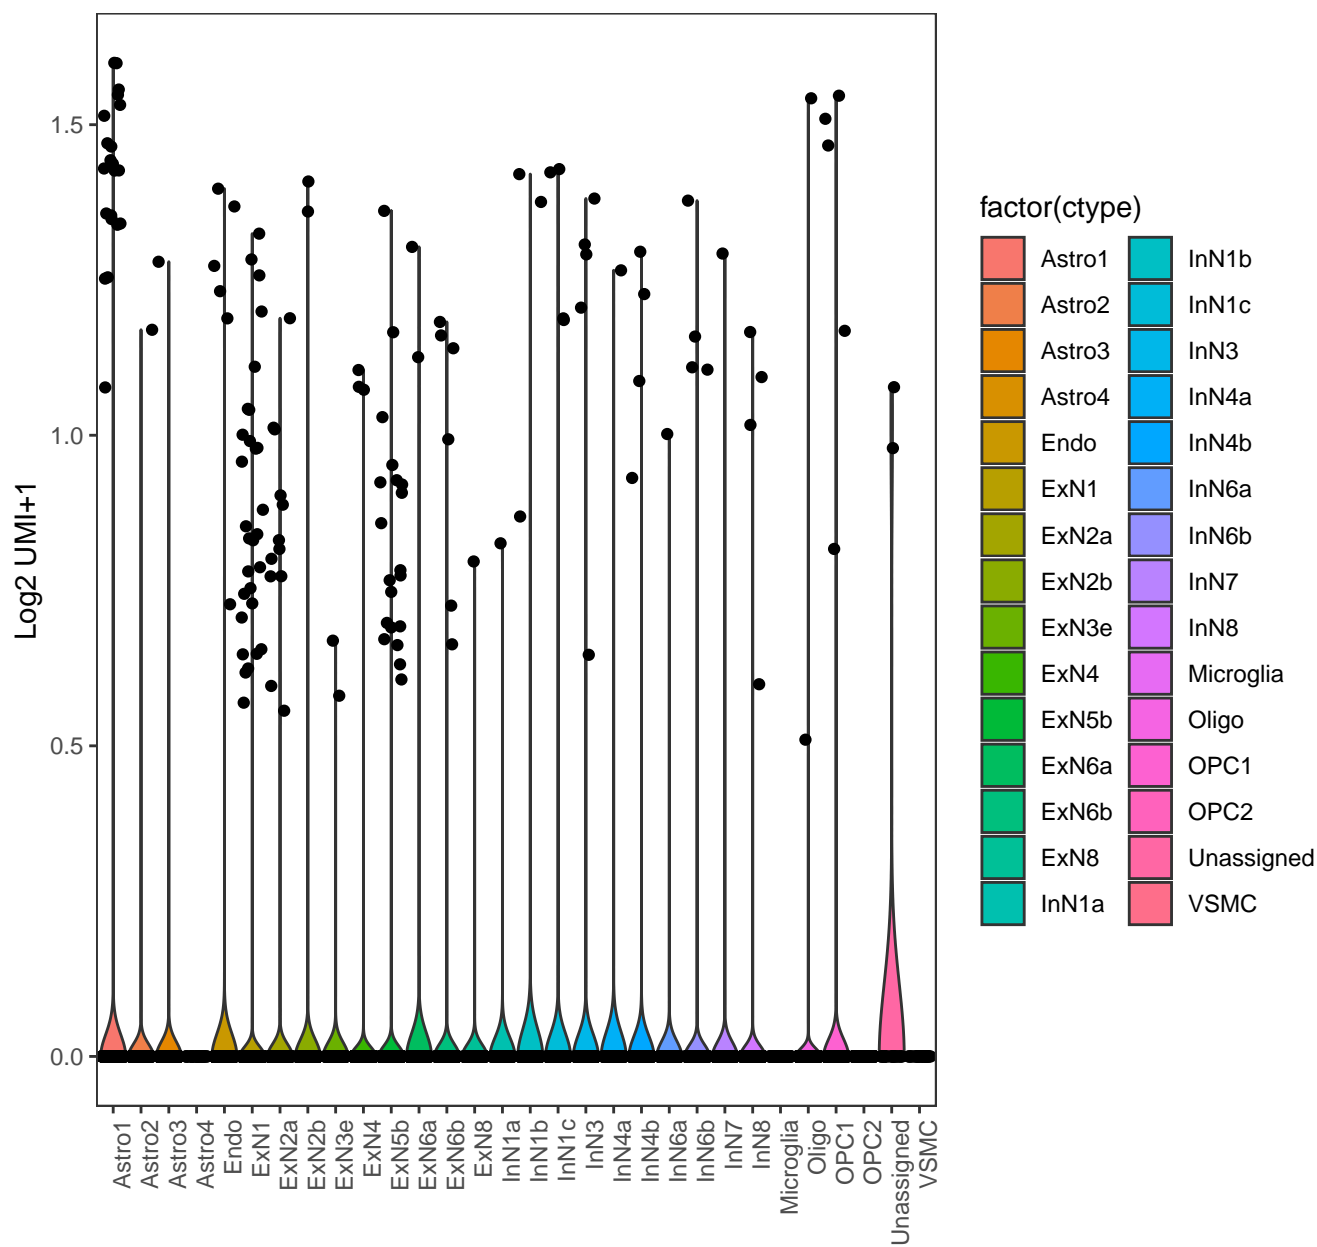 Log2 UMI+1
1.5
1.0
0.5
0.0
Astro1
Astro2
Astro3
Astro4
Endo
ExN1
ExN2a
ExN2b
ExN3e
ExN4
ExN5b
ExN6a
ExN6b
ExN8
InN1a
InN1b
InN1c
InN3
InN4a
InN4b
InN6a
InN6b
InN7
InN8
Microglia
Oligo
OPC1
OPC2
Unassigned
VSMC
factor(ctype)
Astro1
Astro2
Astro3
Astro4
Endo
ExN1
ExN2a
ExN2b
ExN3e
ExN4
ExN5b
ExN6a
ExN6b
ExN8
InN1a
InN1b
InN1c
InN3
InN4a
InN4b
InN6a
InN6b
InN7
InN8
Microglia
Oligo
OPC1
OPC2
Unassigned
VSMC